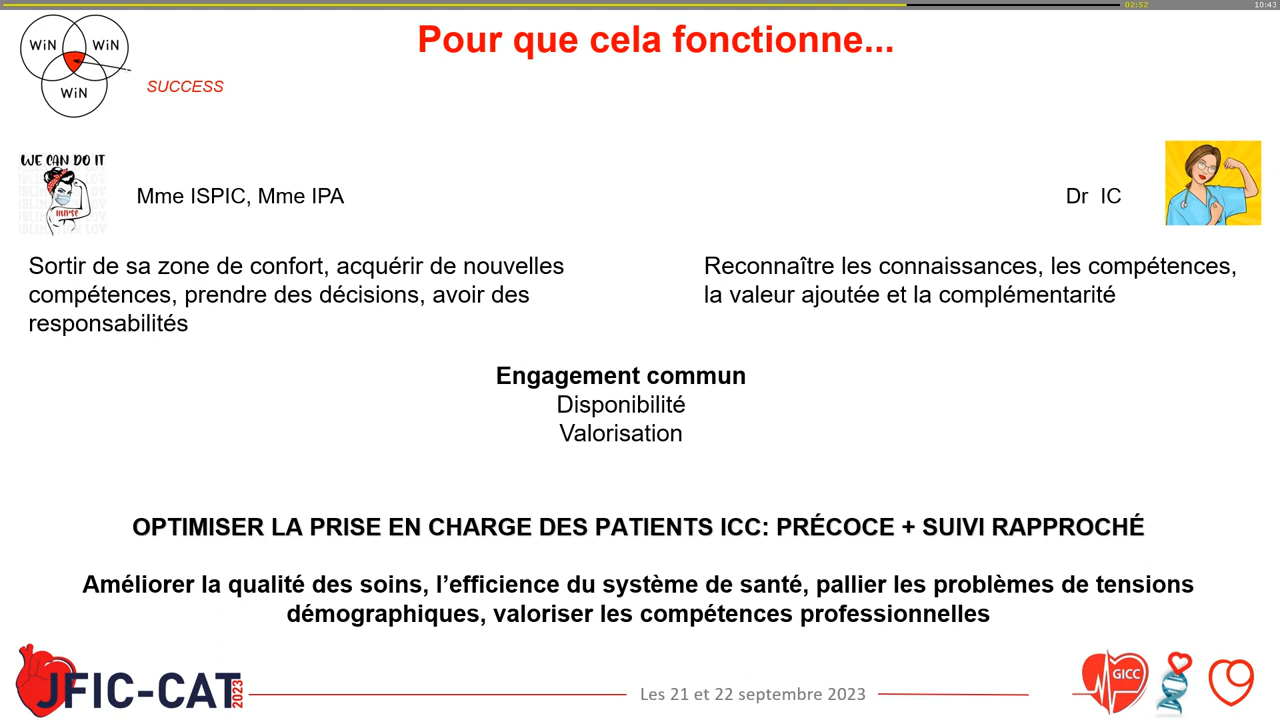 02:52
10:43
WiN WiN
WiN
SUCCESS
Pour que cela fonctionne...
WE CAN DO IT
NURSE
Mme ISPIC, Mme IPA
Dr IC
Sortir de sa zone de confort, acquérir de nouvelles
compétences, prendre des décisions, avoir des
responsabilités
Reconnaître les connaissances, les compétences,
la valeur ajoutée et la complémentarité
Engagement commun
Disponibilité
Valorisation
OPTIMISER LA PRISE EN CHARGE DES PATIENTS ICC: PRÉCOCE + SUIVI RAPPROCHÉ
Améliorer la qualité des soins, l’efficience du système de santé, pallier les problèmes de tensions
démographiques, valoriser les compétences professionnelles
JFIC-CAT
2023
Les 21 et 22 septembre 2023
GICC